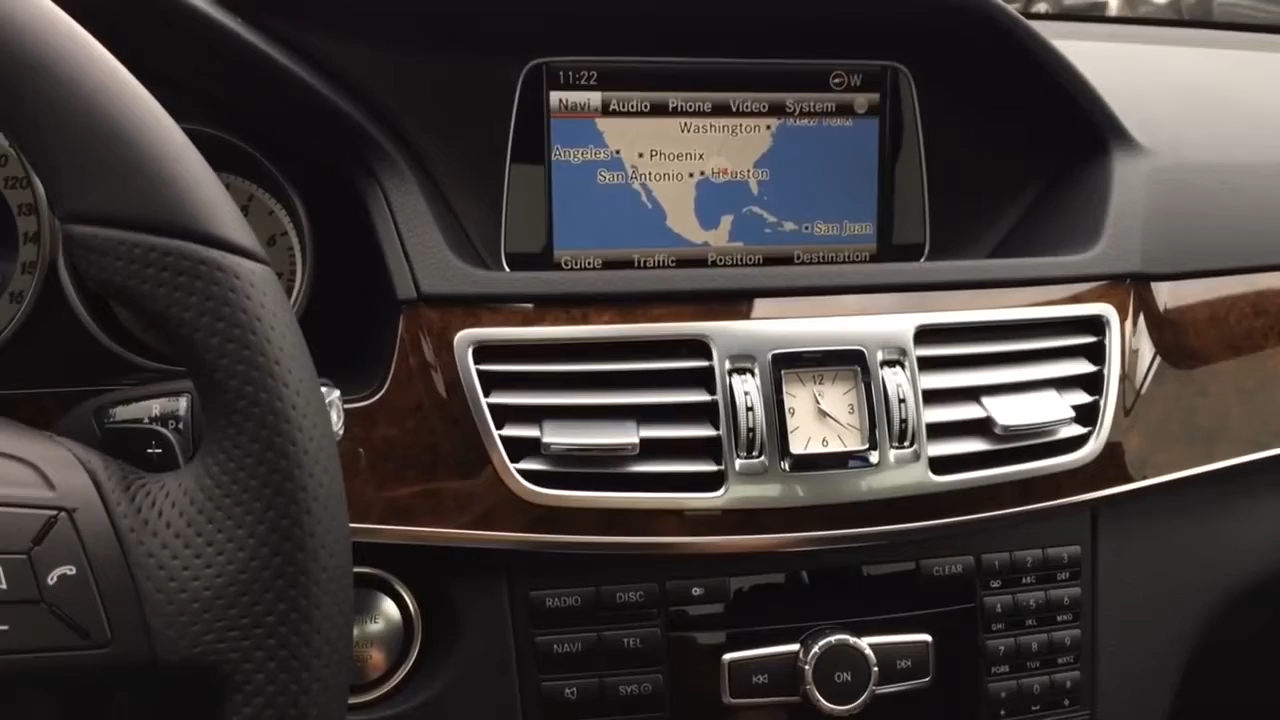 11:22 W
Navi Audio Phone Video System
Washington New York
Angeles Phoenix
San Antonio Houston
San Juan
Guide Traffic Position Destination
120
R
N P
12
9 3
6
RADIO DISC CLEAR
NAVI TEL
SYS
ON
1 2 3
ABC DEF
4 5 6
GHI JKL MNO
7 8 9
PQRS TUV WXYZ
* 0 #